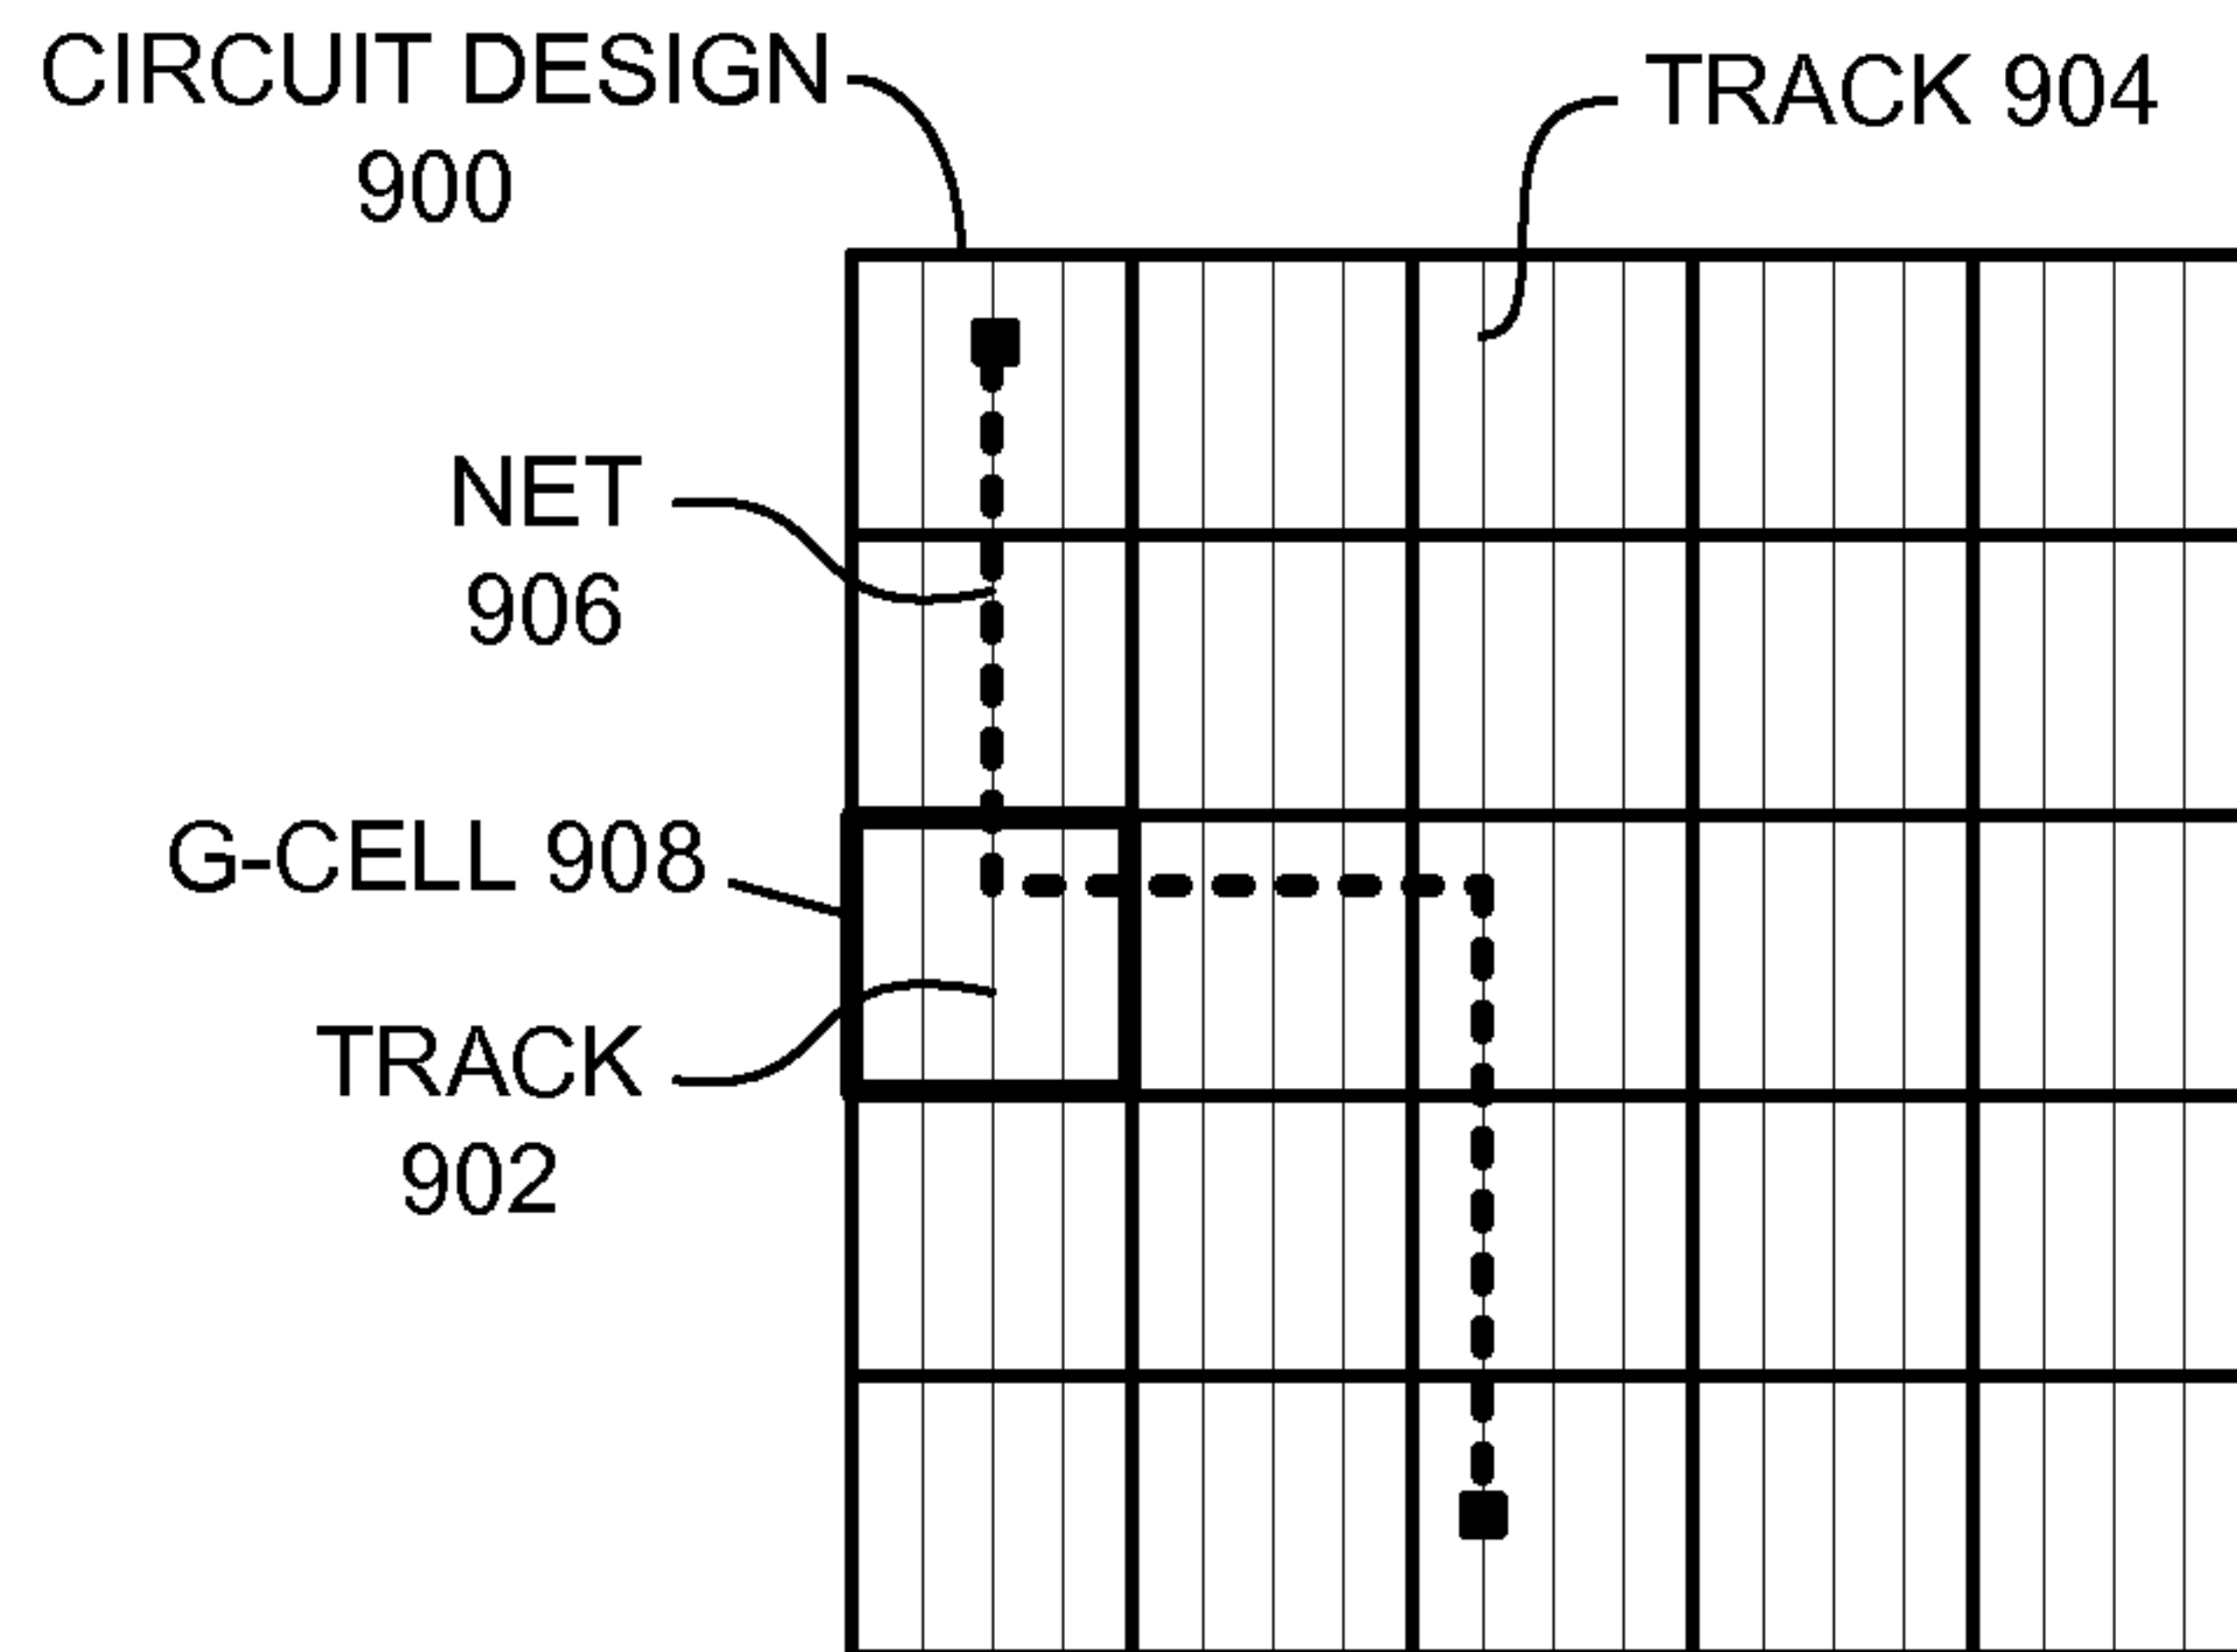 CIRCUIT DESIGN
900
TRACK 904
NET
906
G-CELL 908
TRACK
902